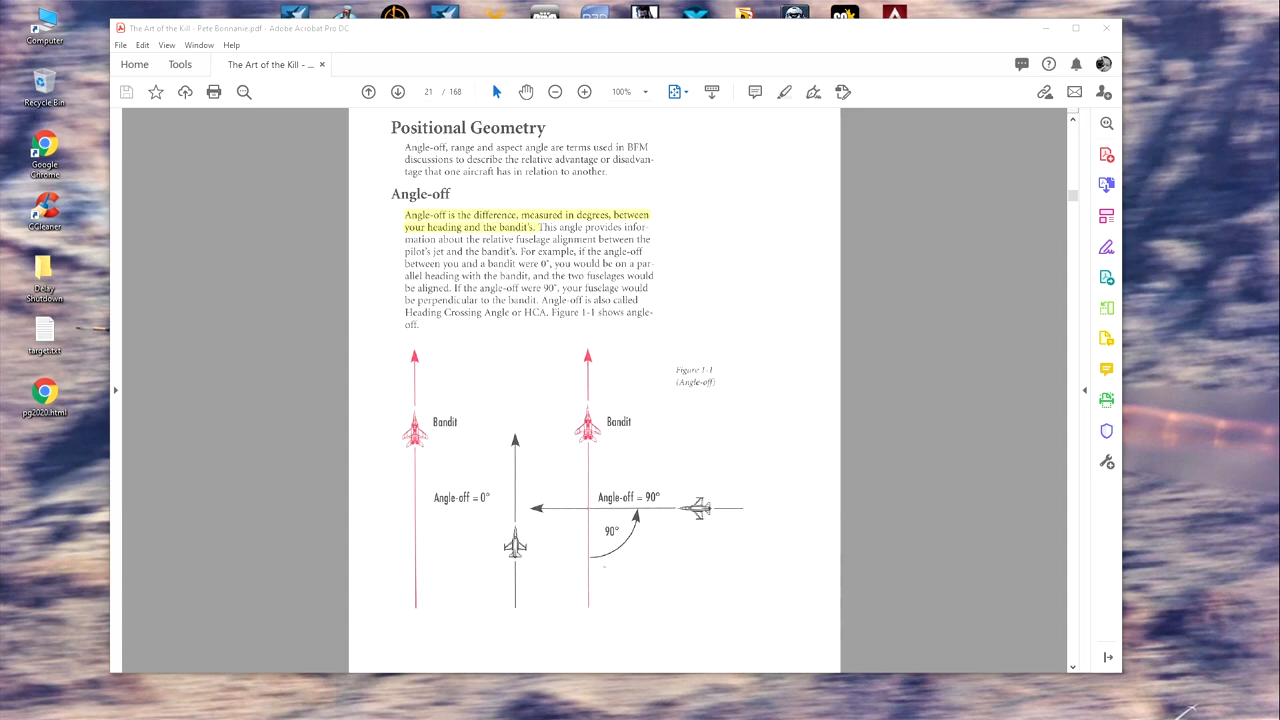 Computer
Recycle Bin
Google
Chrome
CCleaner
Delay
Shutdown
target.txt
pg2020.html
The Art of the Kill - Pete Bonnanie.pdf - Adobe Acrobat Pro DC
File Edit View Window Help
Home Tools The Art of the Kill - ... ×
21 / 168 100%
Positional Geometry
Angle-off, range and aspect angle are terms used in BFM
discussions to describe the relative advantage or disadvan-
tage that one aircraft has in relation to another.
Angle-off
Angle-off is the difference, measured in degrees, between
your heading and the bandit's. This angle provides infor-
mation about the relative fuselage alignment between the
pilot's jet and the bandit's. For example, if the angle-off
between you and a bandit were 0°, you would be on a par-
allel heading with the bandit, and the two fuselages would
be aligned. If the angle-off were 90°, your fuselage would
be perpendicular to the bandit. Angle-off is also called
Heading Crossing Angle or HCA. Figure 1-1 shows angle-
off.
Figure 1-1
(Angle-off)
Bandit
Bandit
Angle-off = 0°
Angle-off = 90°
90°